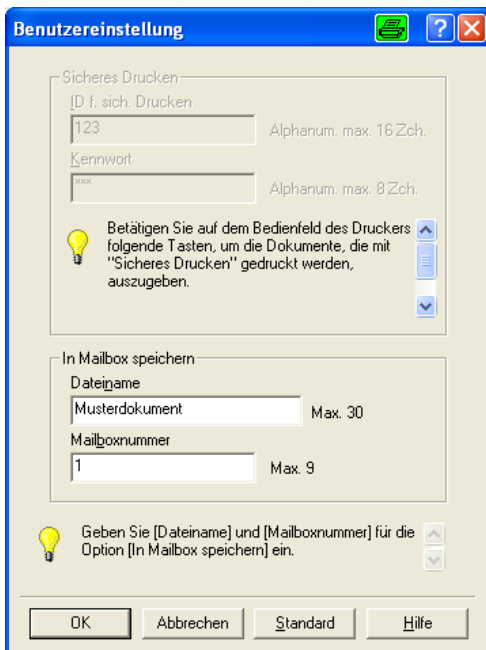 Benutzereinstellung
Sicheres Drucken
ID f. sich. Drucken
123 Alphanum. max. 16 Zch.
Kennwort
*** Alphanum. max. 8 Zch.
Betätigen Sie auf dem Bedienfeld des Druckers
folgende Tasten, um die Dokumente, die mit
"Sicheres Drucken" gedruckt werden,
auszugeben.
In Mailbox speichern
Dateiname
Musterdokument Max. 30
Mailboxnummer
1 Max. 9
Geben Sie [Dateiname] und [Mailboxnummer] für die
Option [In Mailbox speichern] ein.
OK Abbrechen Standard Hilfe